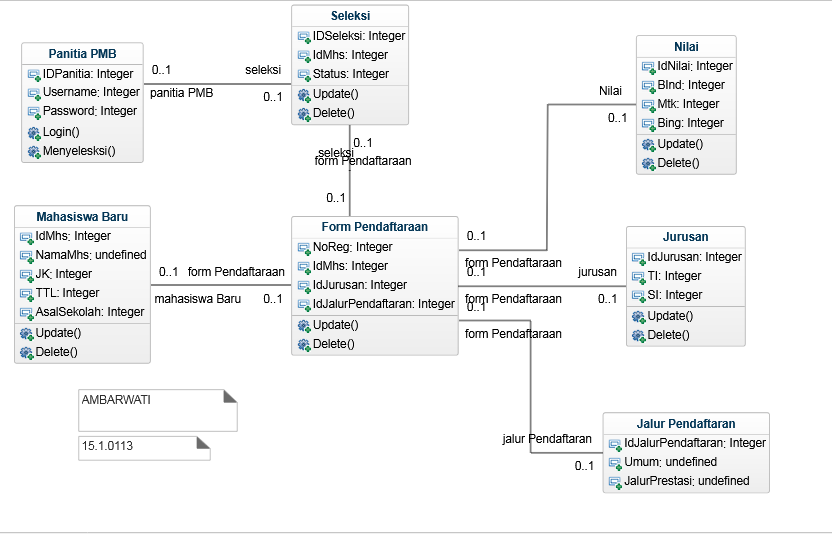 Panitia PMB
IDPanitia: Integer
Username: Integer
Password: Integer
Login()
Menyelesksi()
0..1
seleksi
panitia PMB
0..1
Seleksi
IDSeleksi: Integer
IdMhs: Integer
Status: Integer
Update()
Delete()
0..1
seleksi
form Pendaftaraan
0..1
Nilai
IdNilai: Integer
BInd: Integer
Mtk: Integer
Bing: Integer
Update()
Delete()
Nilai
0..1
Mahasiswa Baru
IdMhs: Integer
NamaMhs: undefined
JK: Integer
TTL: Integer
AsalSekolah: Integer
Update()
Delete()
0..1
form Pendaftaraan
mahasiswa Baru
0..1
Form Pendaftaraan
NoReg: Integer
IdMhs: Integer
IdJurusan: Integer
IdJalurPendaftaran: Integer
Update()
Delete()
0..1
form Pendaftaraan
0..1
jurusan
form Pendaftaraan
0..1
0..1
form Pendaftaraan
Jurusan
IdJurusan: Integer
TI: Integer
SI: Integer
Update()
Delete()
jalur Pendaftaran
0..1
Jalur Pendaftaran
IdJalurPendaftaran: Integer
Umum: undefined
JalurPrestasi: undefined
AMBARWATI
15.1.0113